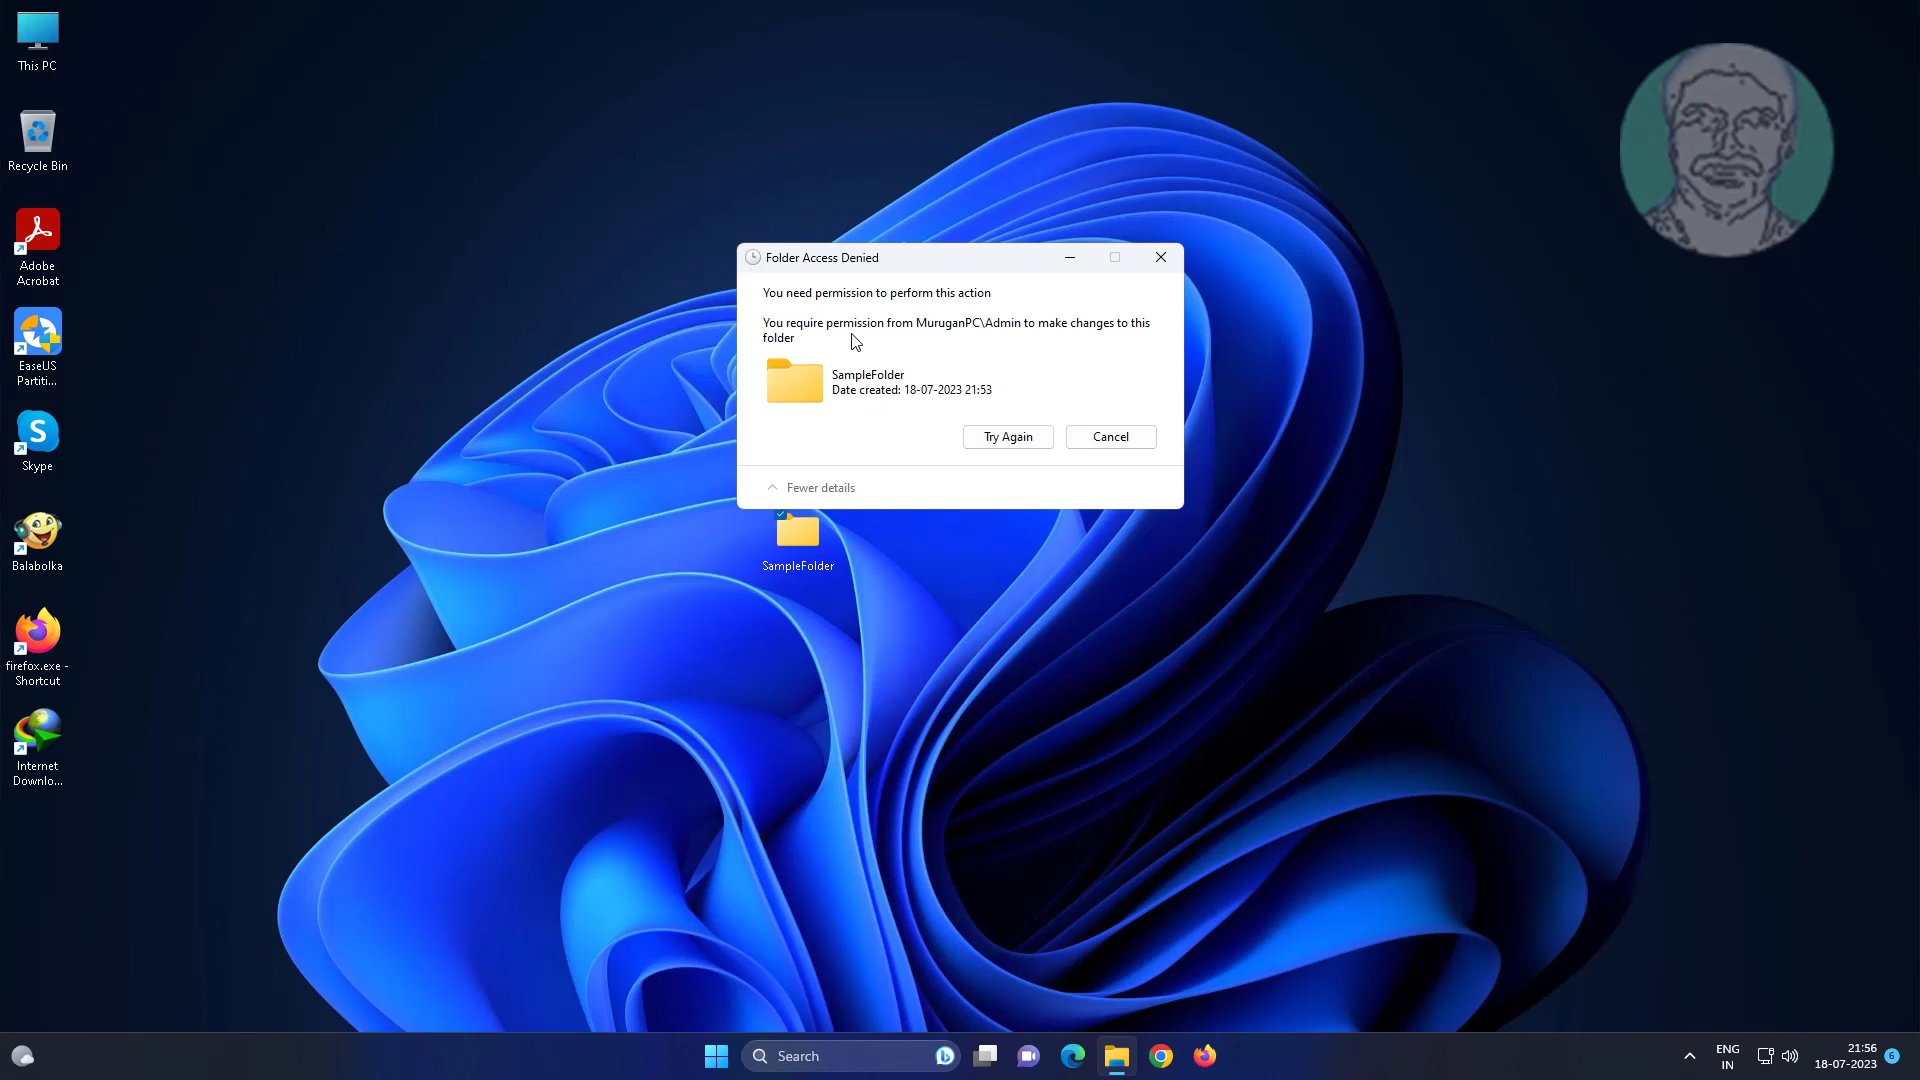 This PC
Recycle Bin
Adobe
Acrobat
EaseUS
Partiti...
S
Skype
Balabolka
firefox.exe -
Shortcut
Internet
Downlo...
Folder Access Denied
You need permission to perform this action
You require permission from MuruganPC\Admin to make changes to this
folder
SampleFolder
Date created: 18-07-2023 21:53
Try Again
Cancel
Fewer details
SampleFolder
Search
ENG
IN
21:56
18-07-2023
6